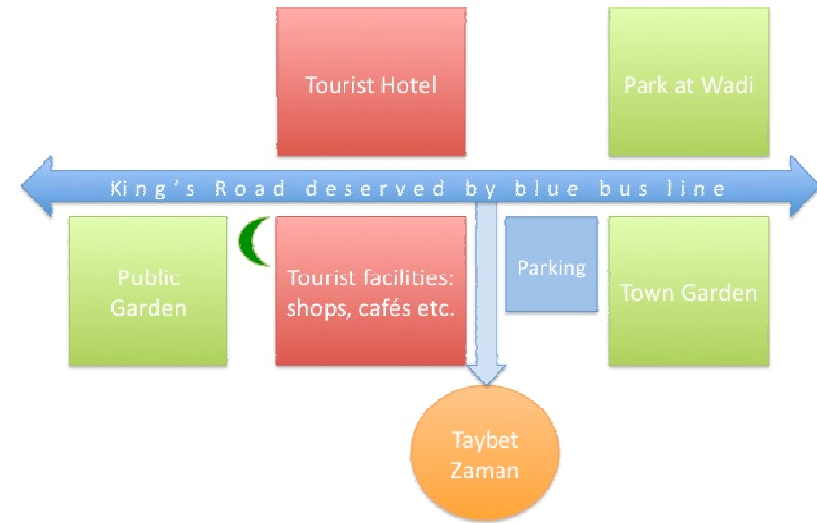 Tourist Hotel
Park at Wadi
King's Road deserved by blue bus line
Public
Garden
Tourist facilities:
shops, cafés etc.
Parking
Town Garden
Taybet
Zaman